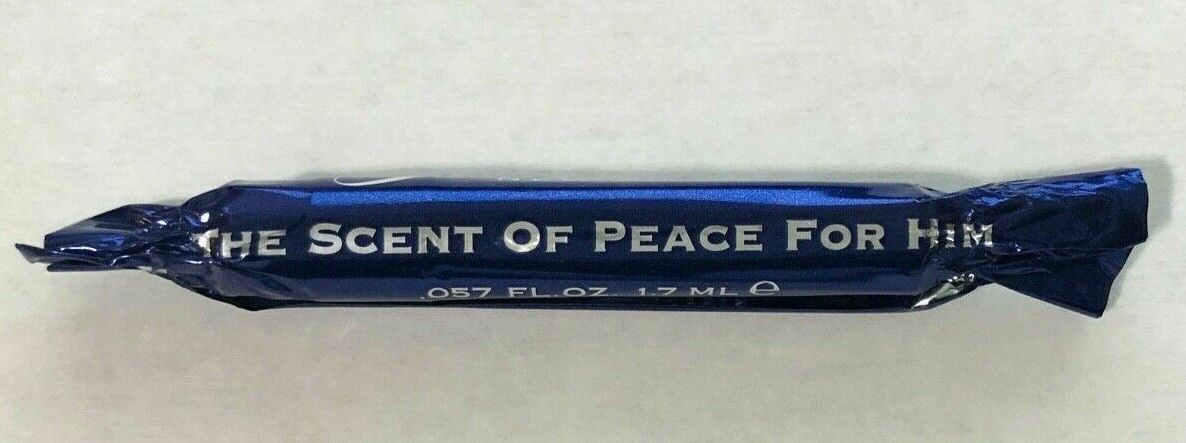 The Scent Of Peace For Him
.057 FL.OZ. 1.7 ML ℮